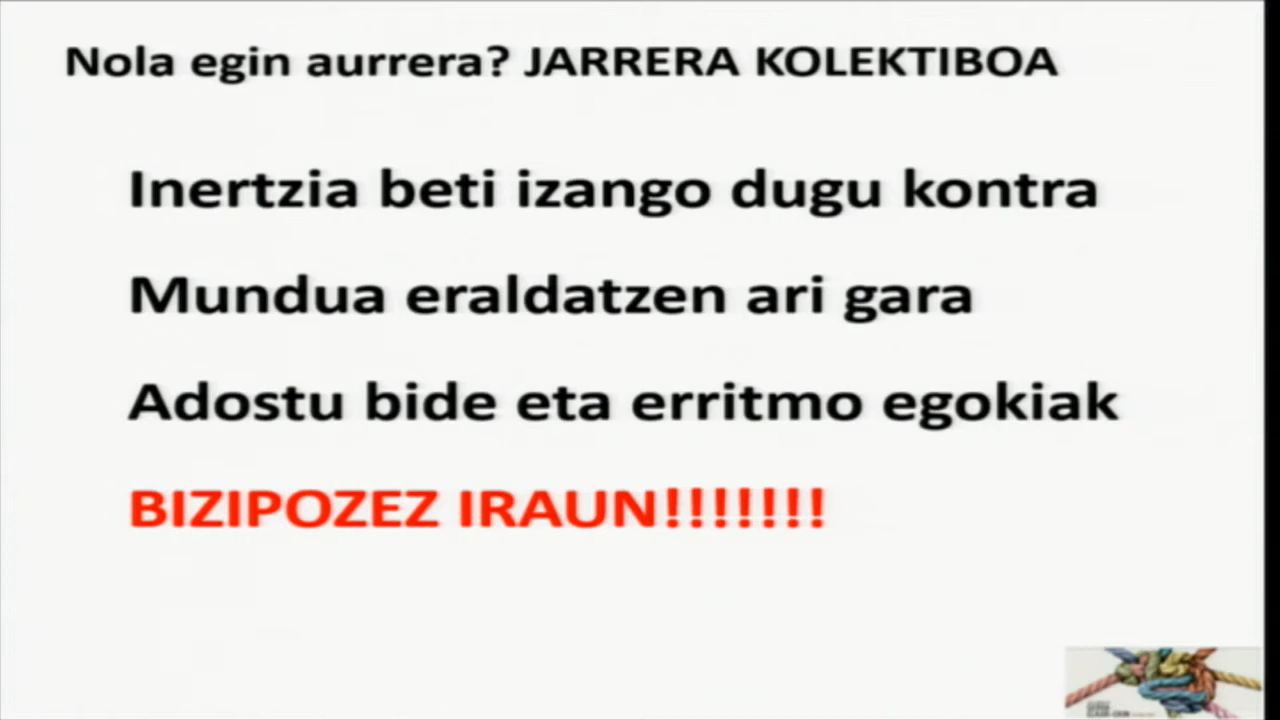 Nola egin aurrera? JARRERA KOLEKTIBOA
Inertzia beti izango dugu kontra
Mundua eraldatzen ari gara
Adostu bide eta erritmo egokiak
BIZIPOZEZ IRAUN!!!!!!!